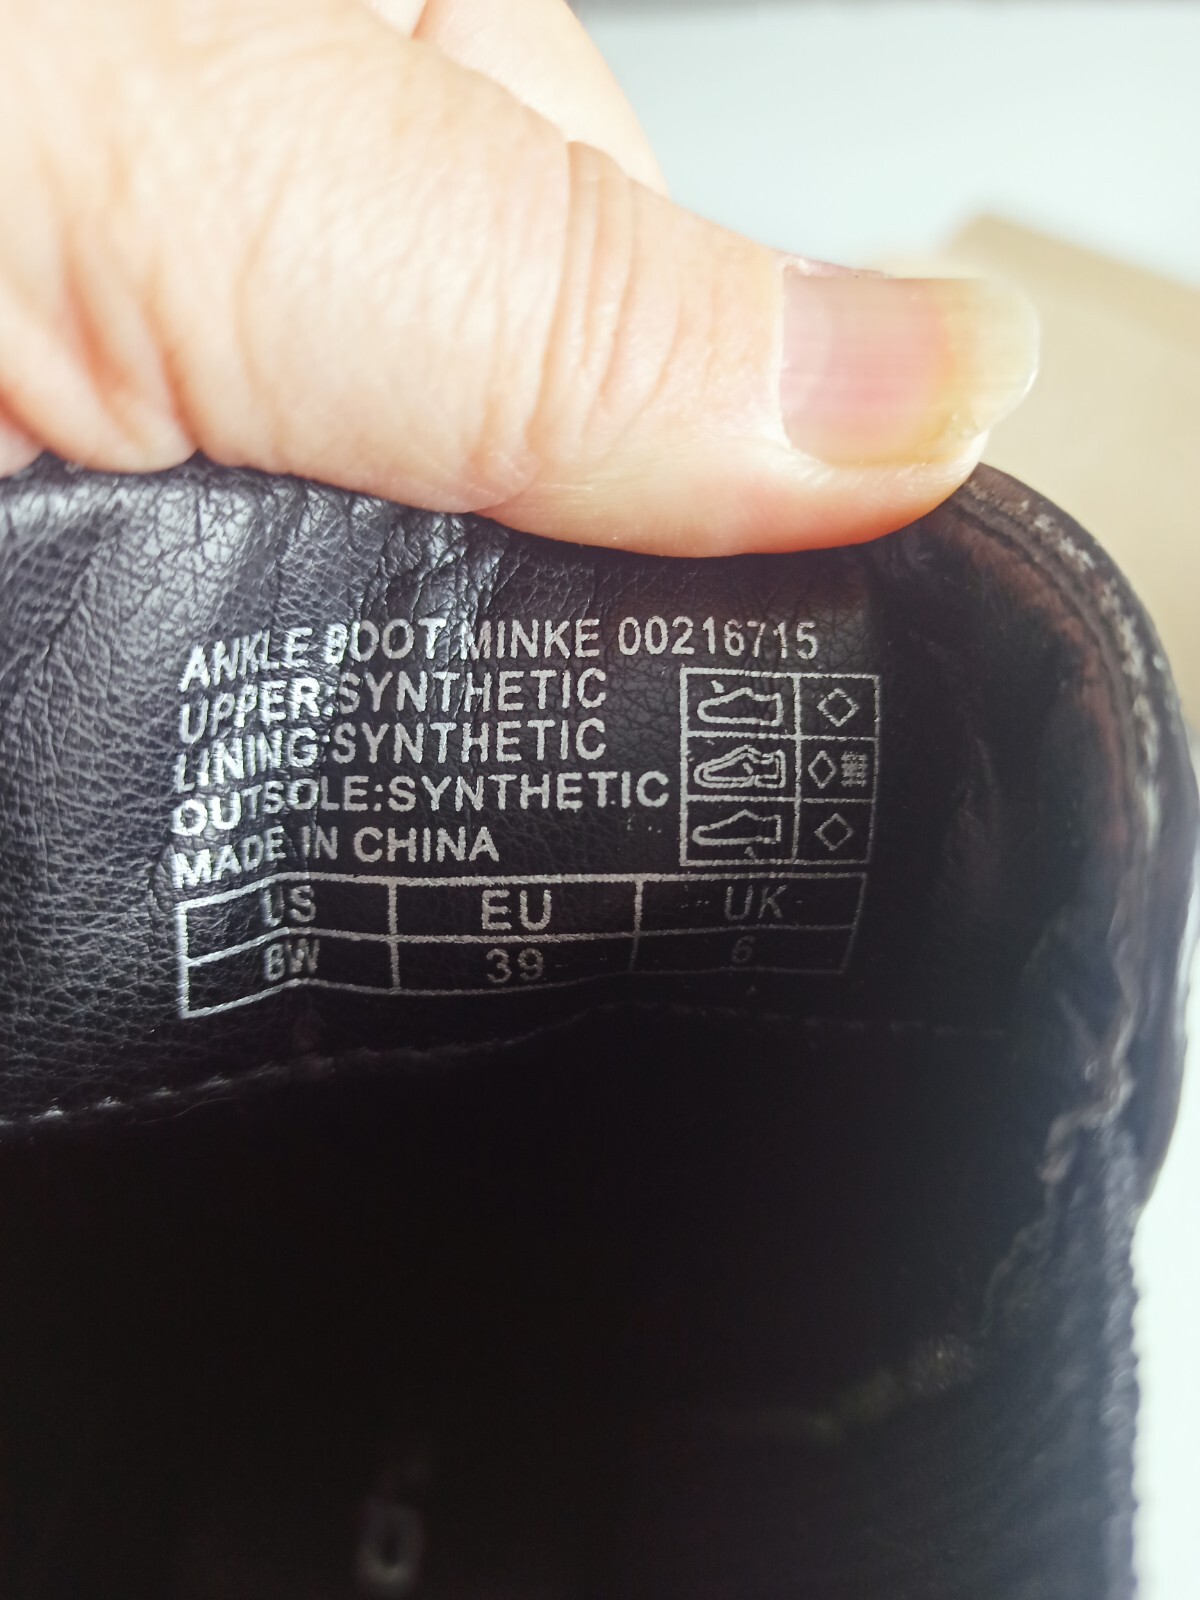 ANKLE BOOT MINKE 00216715
UPPER:SYNTHETIC
LINING:SYNTHETIC
OUTSOLE:SYNTHETIC
MADE IN CHINA
US EU UK
8W 39 6